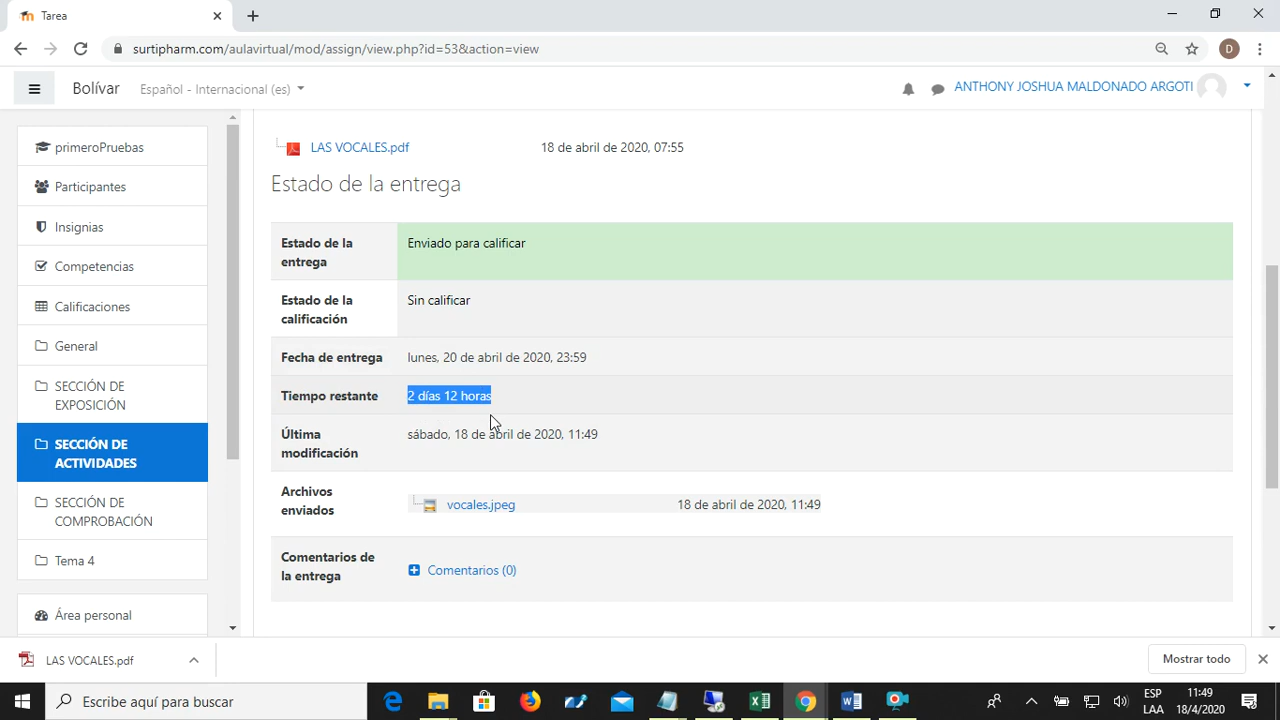 Tarea
surtipharm.com/aulavirtual/mod/assign/view.php?id=53&action=view
D
Bolívar
Español - Internacional (es)
ANTHONY JOSHUA MALDONADO ARGOTI
primeroPruebas
Participantes
Insignias
Competencias
Calificaciones
General
SECCIÓN DE
EXPOSICIÓN
SECCIÓN DE
ACTIVIDADES
SECCIÓN DE
COMPROBACIÓN
Tema 4
Área personal
LAS VOCALES.pdf 18 de abril de 2020, 07:55
Estado de la entrega
Estado de la
entrega
Enviado para calificar
Estado de la
calificación
Sin calificar
Fecha de entrega lunes, 20 de abril de 2020, 23:59
Tiempo restante 2 días 12 horas
Última
modificación
sábado, 18 de abril de 2020, 11:49
Archivos
enviados
vocales.jpeg 18 de abril de 2020, 11:49
Comentarios de
la entrega
Comentarios (0)
LAS VOCALES.pdf
Mostrar todo
Escribe aquí para buscar
ESP
LAA
11:49
18/4/2020